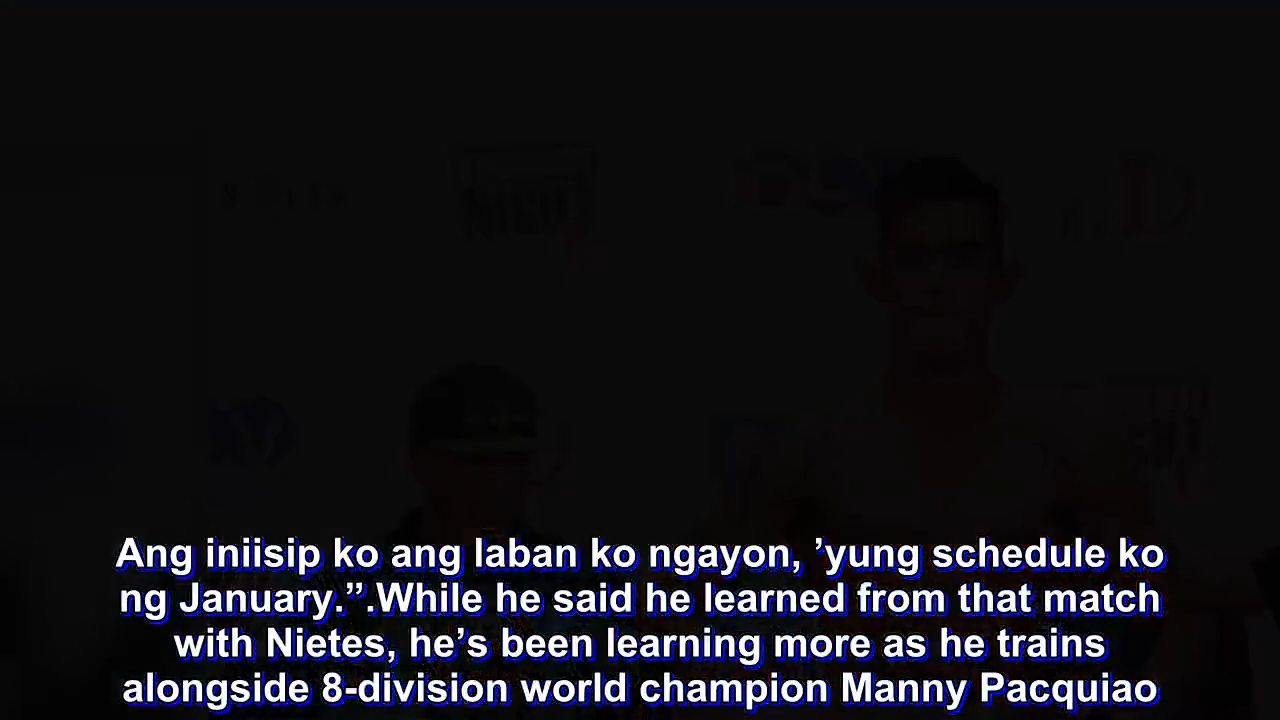 Ang iniisip ko ang laban ko ngayon, ’yung schedule ko
ng January.”.While he said he learned from that match
with Nietes, he’s been learning more as he trains
alongside 8-division world champion Manny Pacquiao